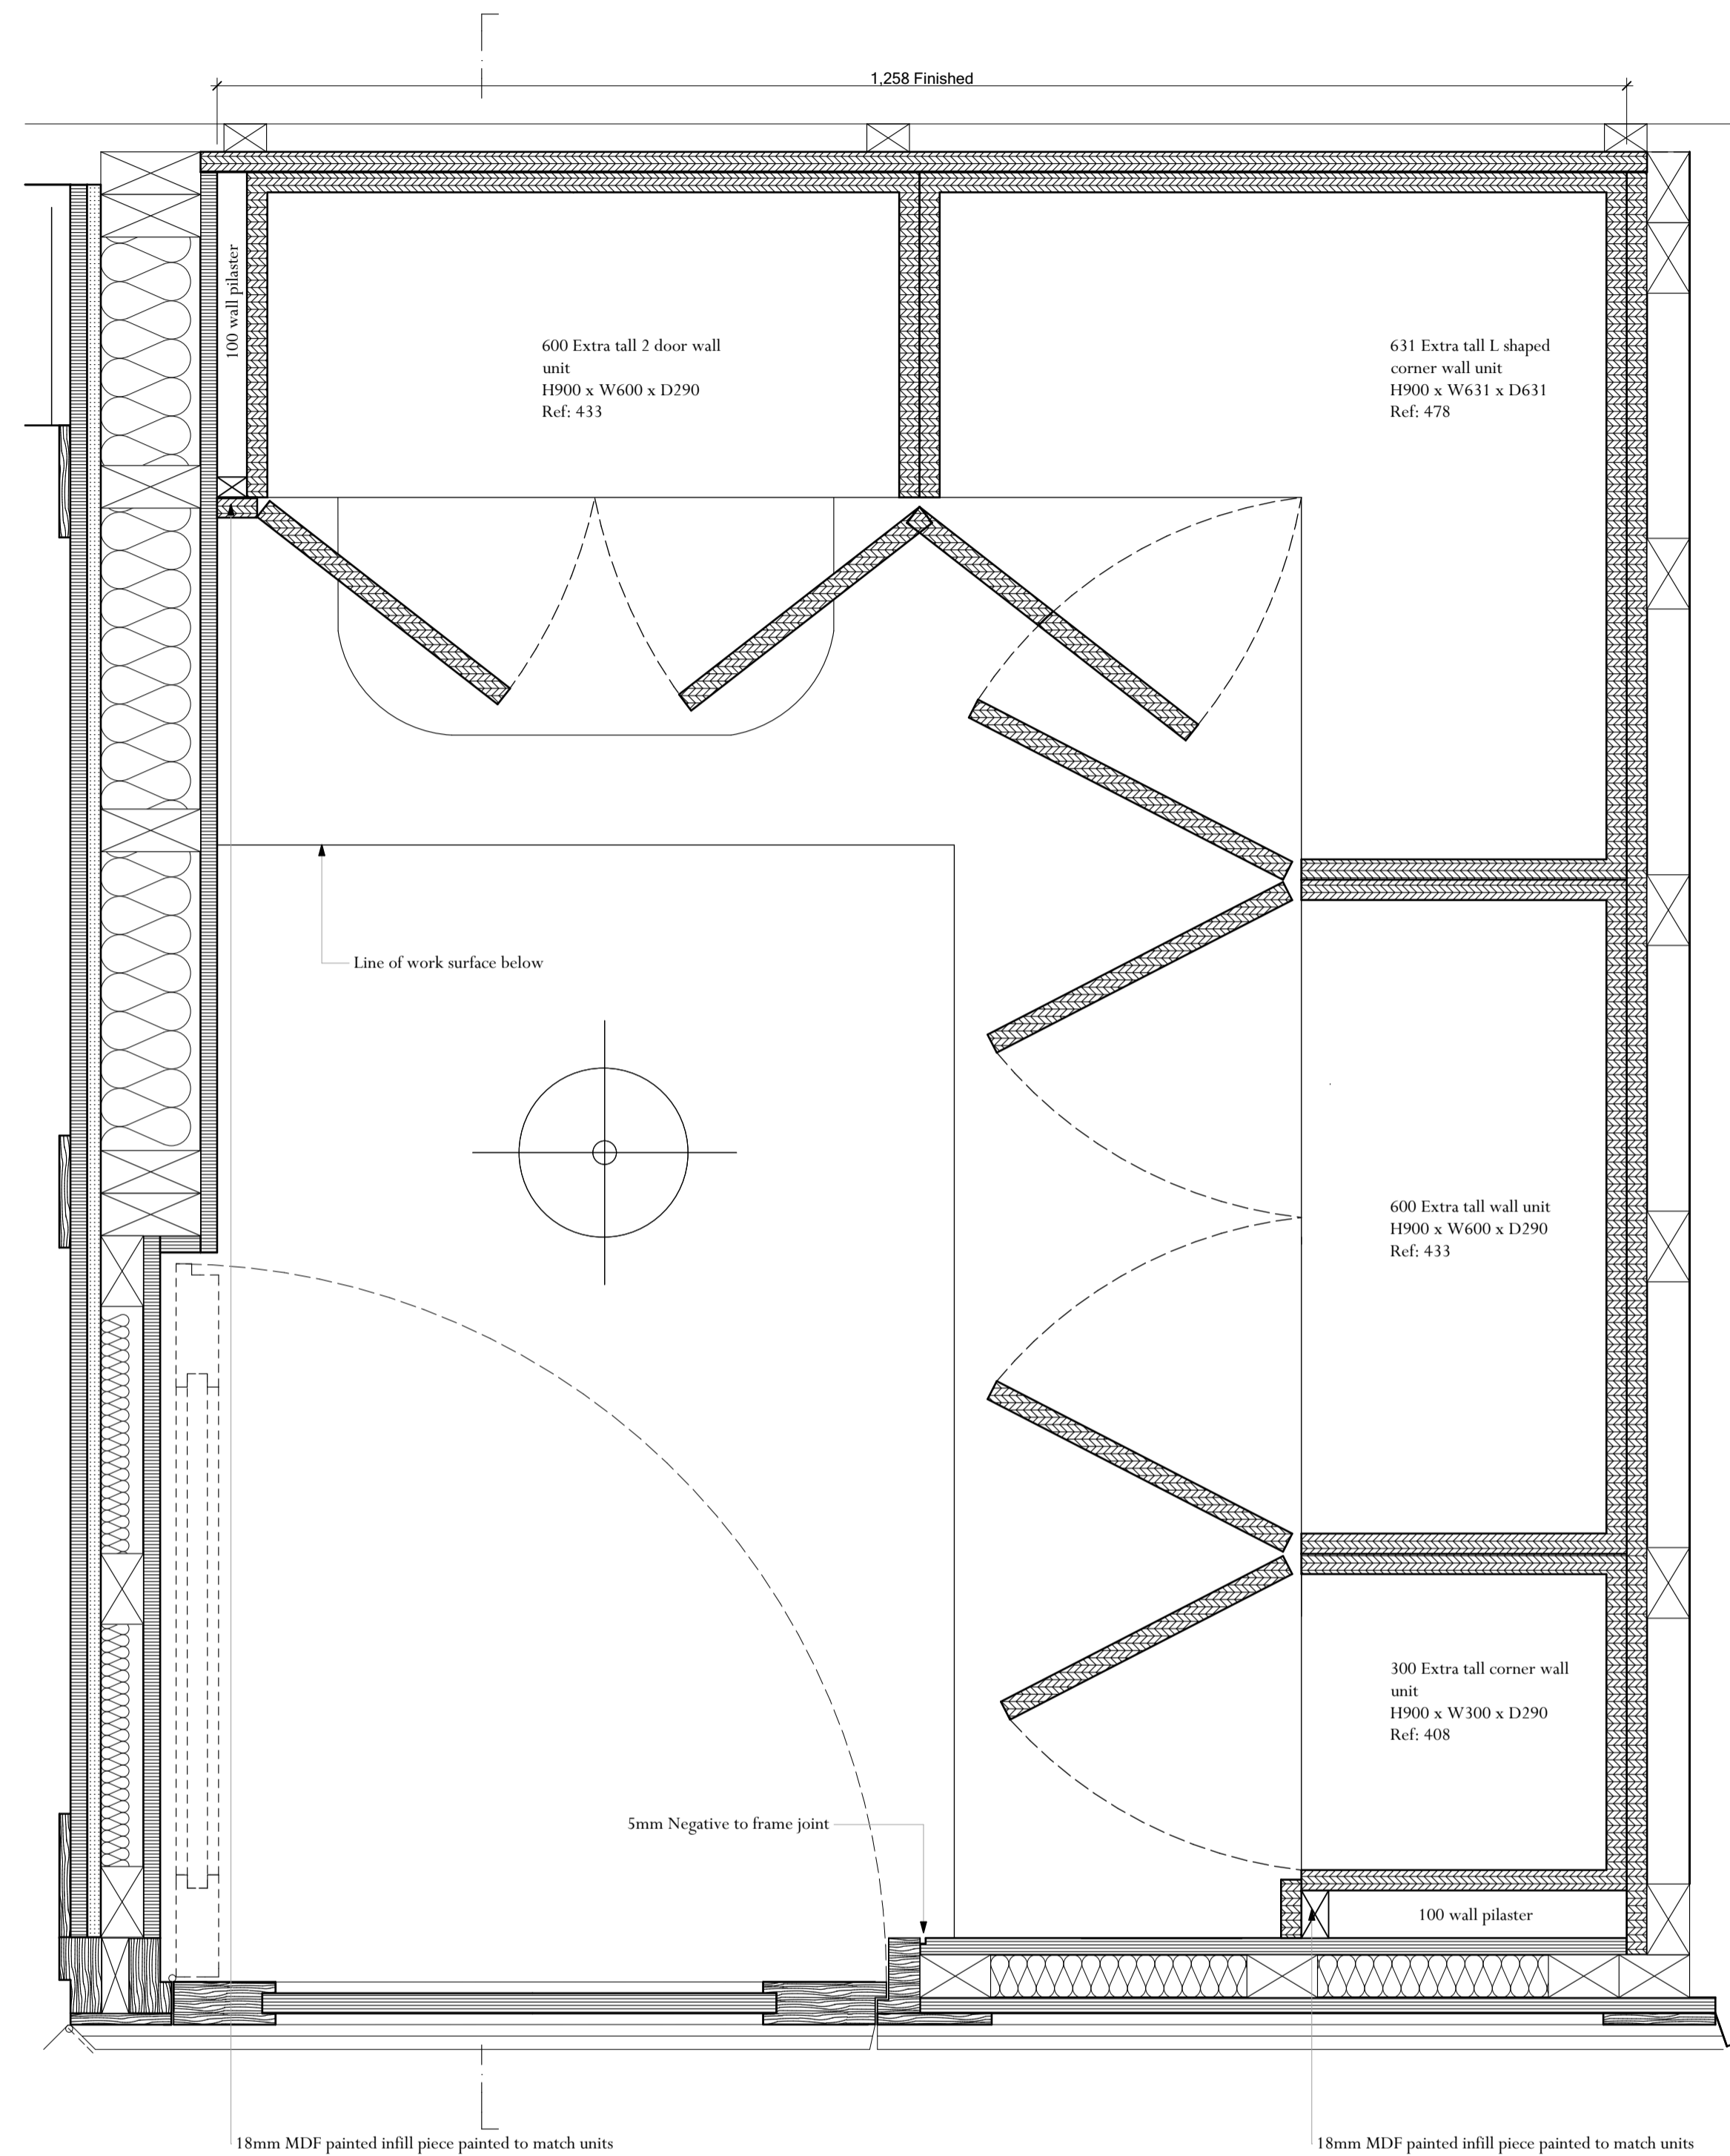 1,258 Finished
100 wall pilaster
600 Extra tall 2 door wall
unit
H900 x W600 x D290
Ref: 433
631 Extra tall L shaped
corner wall unit
H900 x W631 x D631
Ref: 478
Line of work surface below
600 Extra tall wall unit
H900 x W600 x D290
Ref: 433
300 Extra tall corner wall
unit
H900 x W300 x D290
Ref: 408
5mm Negative to frame joint
100 wall pilaster
18mm MDF painted infill piece painted to match units
18mm MDF painted infill piece painted to match units